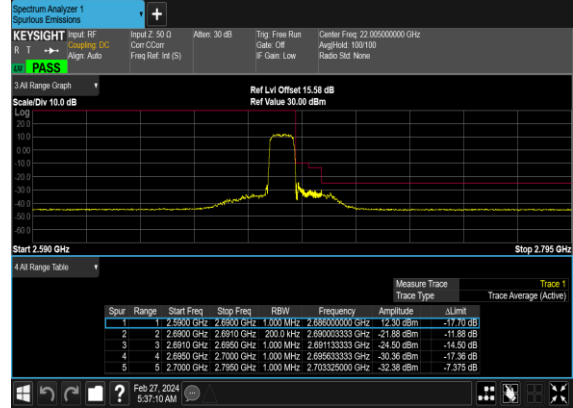 Spectrum Analyzer 1
Spurious Emissions
KEYSIGHT Input: RF Input Z: 50 Ω Atten: 30 dB Trig: Free Run Center Freq: 22.005000000 GHz
R T Coupling: DC Corr CCorr Gate: Off Avg|Hold: 100/100
Align: Auto Freq Ref: Int (S) IF Gain: Low Radio Std: None
PASS
3 All Range Graph
Ref Lvl Offset 15.58 dB
Scale/Div 10.0 dB Ref Value 30.00 dBm
Log
20.0
10.0
0.00
-10.0
-20.0
-30.0
-40.0
-50.0
-60.0
Start 2.590 GHz Stop 2.795 GHz
4 All Range Table
Measure Trace Trace 1
Trace Type Trace Average (Active)
Spur Range Start Freq Stop Freq RBW Frequency Amplitude ΔLimit
1 1 2.5900 GHz 2.6900 GHz 1.000 MHz 2.686000000 GHz 12.30 dBm -17.70 dB
2 2 2.6900 GHz 2.6910 GHz 200.0 kHz 2.690003333 GHz -21.88 dBm -11.88 dB
3 3 2.6910 GHz 2.6950 GHz 1.000 MHz 2.691133333 GHz -24.50 dBm -14.50 dB
4 4 2.6950 GHz 2.7000 GHz 1.000 MHz 2.695633333 GHz -30.36 dBm -17.36 dB
5 5 2.7000 GHz 2.7950 GHz 1.000 MHz 2.703325000 GHz -32.38 dBm -7.375 dB
Feb 27, 2024
5:37:10 AM